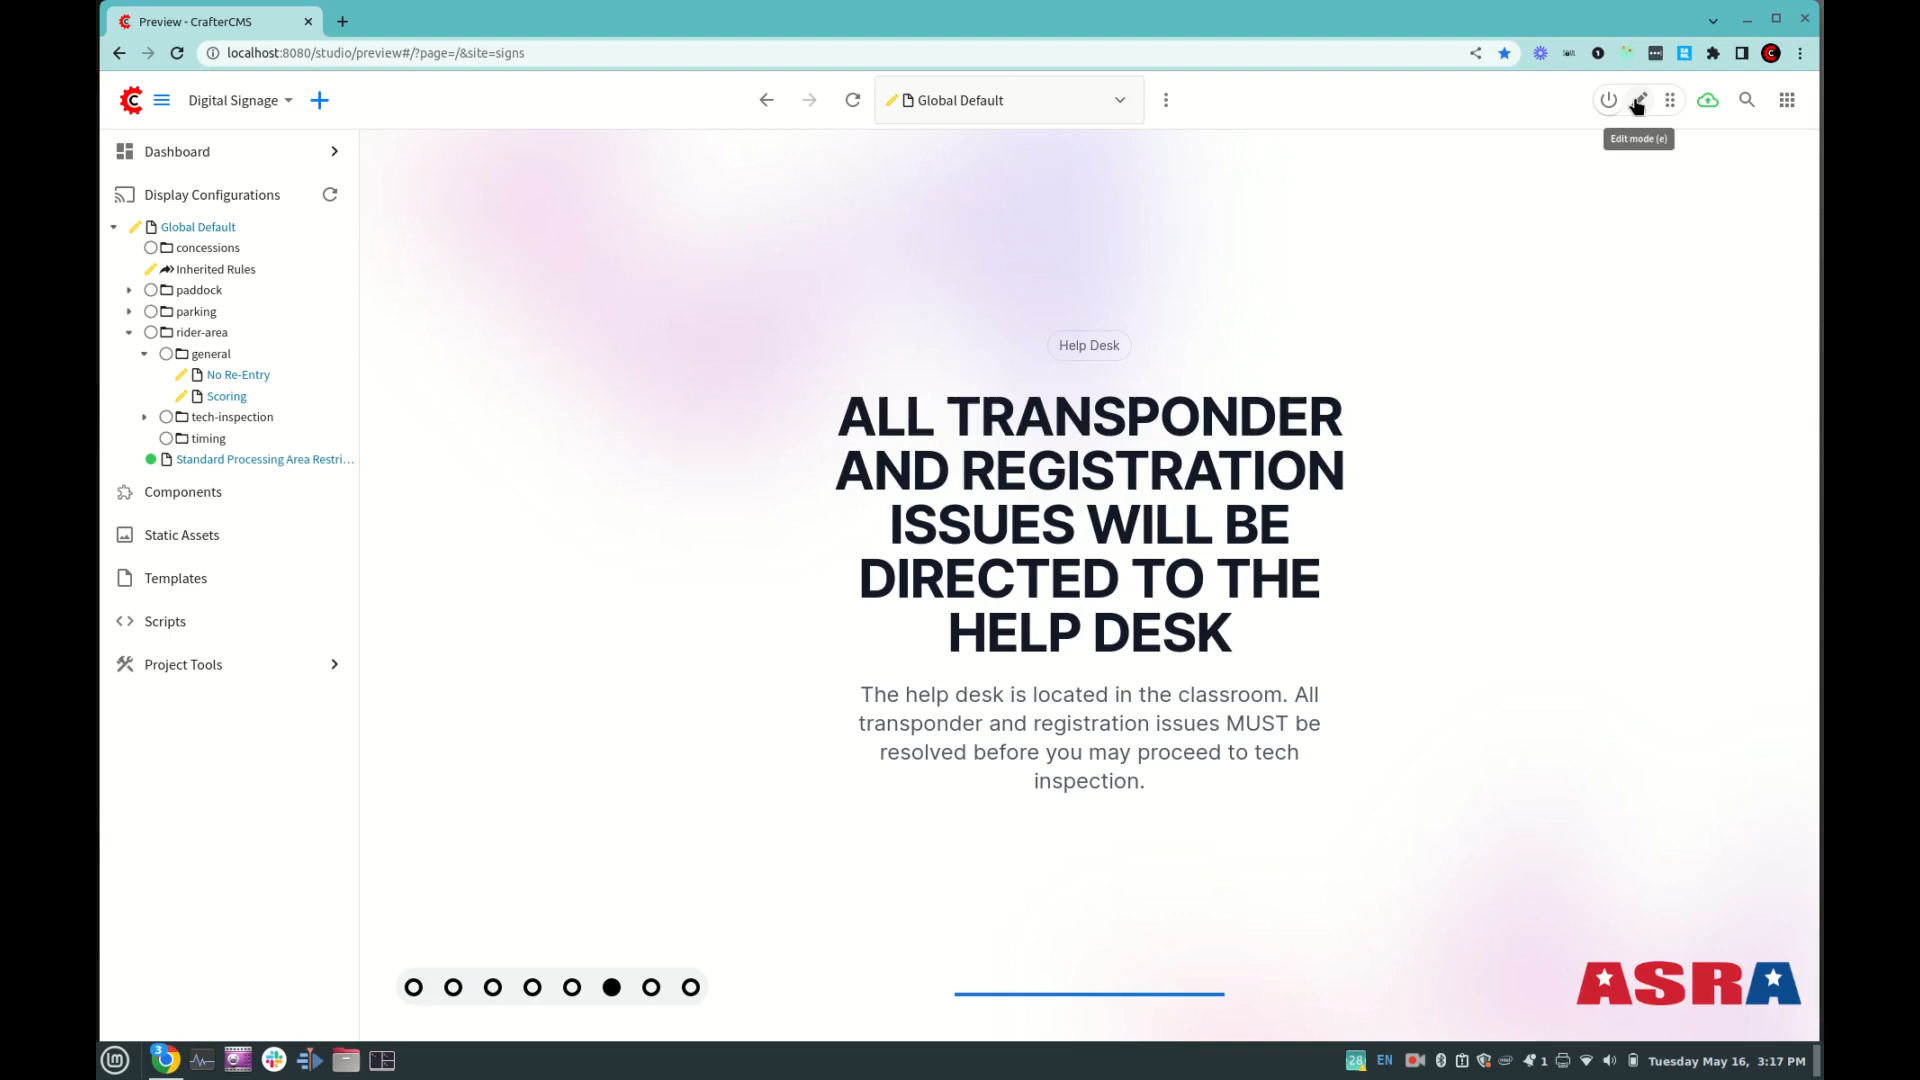 Preview - CrafterCMS
localhost:8080/studio/preview#/?page=/&site=signs
Digital Signage
Global Default
Edit mode (e)
Dashboard
Display Configurations
Global Default
concessions
Inherited Rules
paddock
parking
rider-area
general
No Re-Entry
Scoring
tech-inspection
timing
Standard Processing Area Restri...
Components
Static Assets
Templates
Scripts
Project Tools
Help Desk
ALL TRANSPONDER
AND REGISTRATION
ISSUES WILL BE
DIRECTED TO THE
HELP DESK
The help desk is located in the classroom. All
transponder and registration issues MUST be
resolved before you may proceed to tech
inspection.
ASRA
3
28
EN
1
Tuesday May 16, 3:17 PM